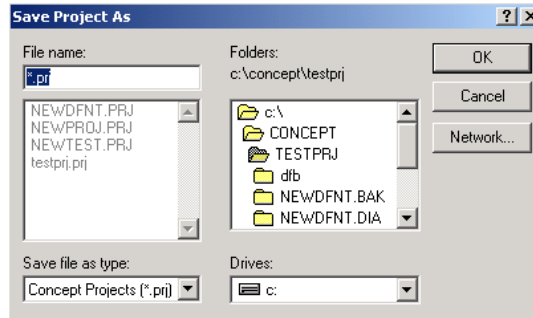 Save Project As
File name:
*.prj
NEWDFNT.PRJ
NEWPROJ.PRJ
NEWTEST.PRJ
testprj.prj
Save file as type:
Concept Projects (*.prj)
Folders:
c:\concept\testprj
c:\
CONCEPT
TESTPRJ
dfb
NEWDFNT.BAK
NEWDFNT.DIA
Drives:
c:
OK
Cancel
Network...